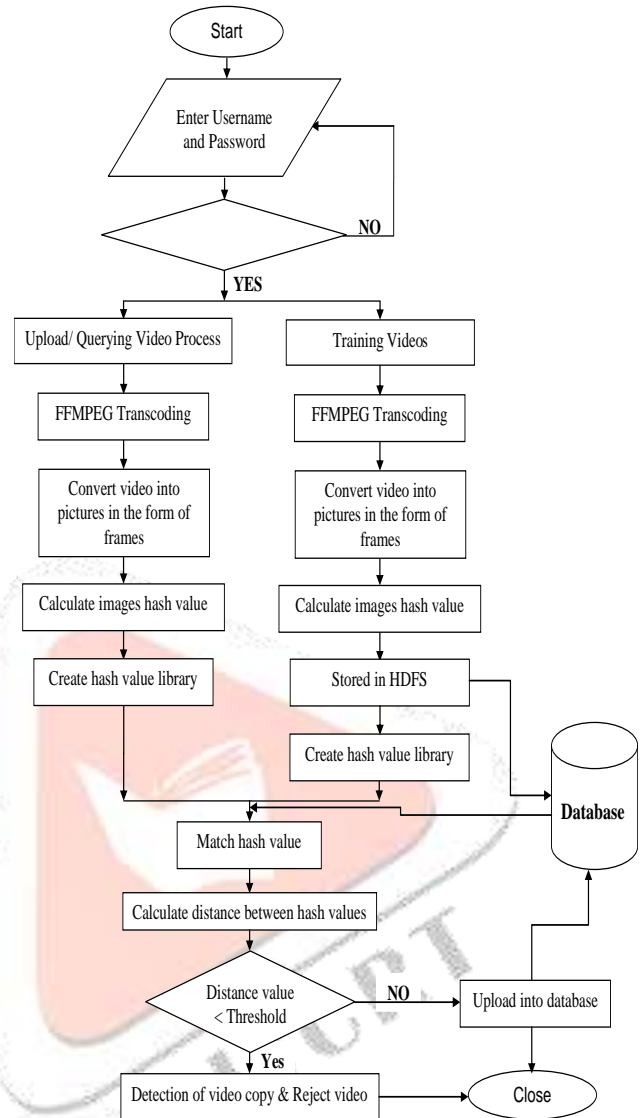 Start
Enter Username
and Password
NO
YES
Upload/ Querying Video Process
Training Videos
FFMPEG Transcoding
FFMPEG Transcoding
Convert video into
pictures in the form of
frames
Convert video into
pictures in the form of
frames
Calculate images hash value
Calculate images hash value
Create hash value library
Stored in HDFS
Create hash value library
Database
Match hash value
Calculate distance between hash values
Distance value
< Threshold
NO
Upload into database
Yes
Detection of video copy & Reject video
Close